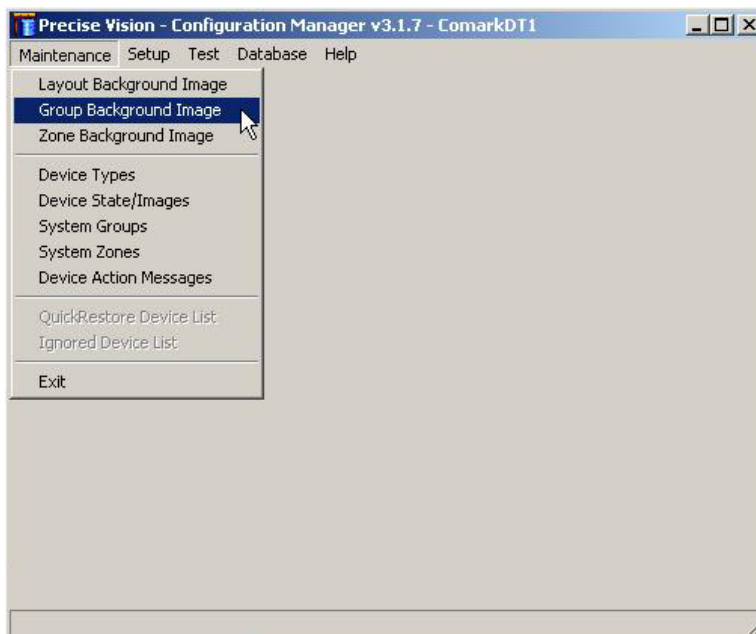 Precise Vision - Configuration Manager v3.1.7 - ComarkDT1
Maintenance Setup Test Database Help
Layout Background Image
Group Background Image
Zone Background Image
Device Types
Device State/Images
System Groups
System Zones
Device Action Messages
QuickRestore Device List
Ignored Device List
Exit